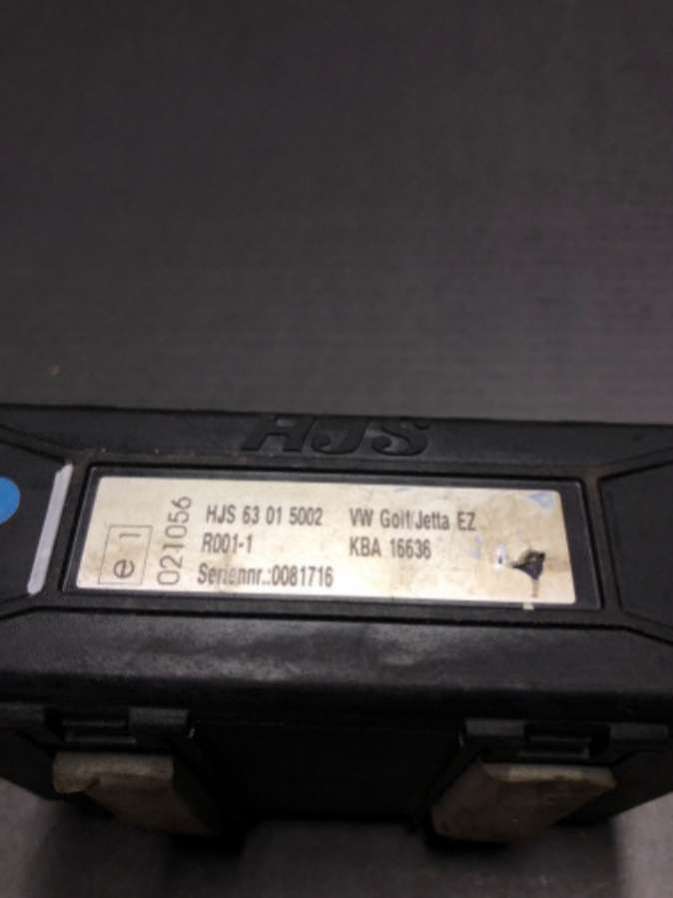 HJS
HJS 63 01 5002 VW Golf/Jetta EZ
R001-1 KBA 16636
Seriennr.:0081716
e 1
021056